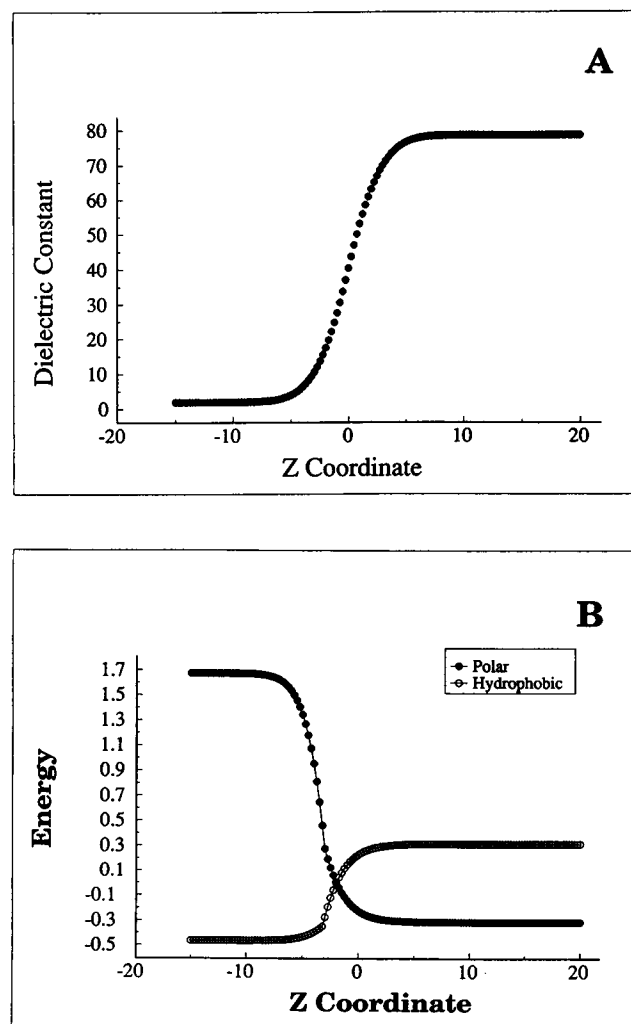 A
80
70
60
50
40
30
20
10
0
Dielectric Constant
-20 -10 0 10 20
Z Coordinate
B
Polar
Hydrophobic
1.7
1.5
1.3
1.1
0.9
0.7
0.5
0.3
0.1
-0.1
-0.3
-0.5
Energy
-20 -10 0 10 20
Z Coordinate